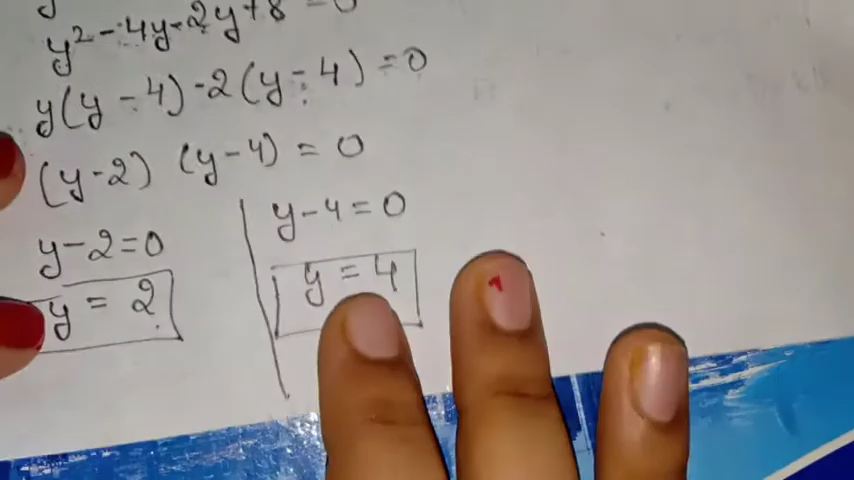 y² - 4y - 2y + 8 = 0
y(y - 4) - 2(y - 4) = 0
(y - 2) (y - 4) = 0
y - 2 = 0
y = 2
y - 4 = 0
y = 4